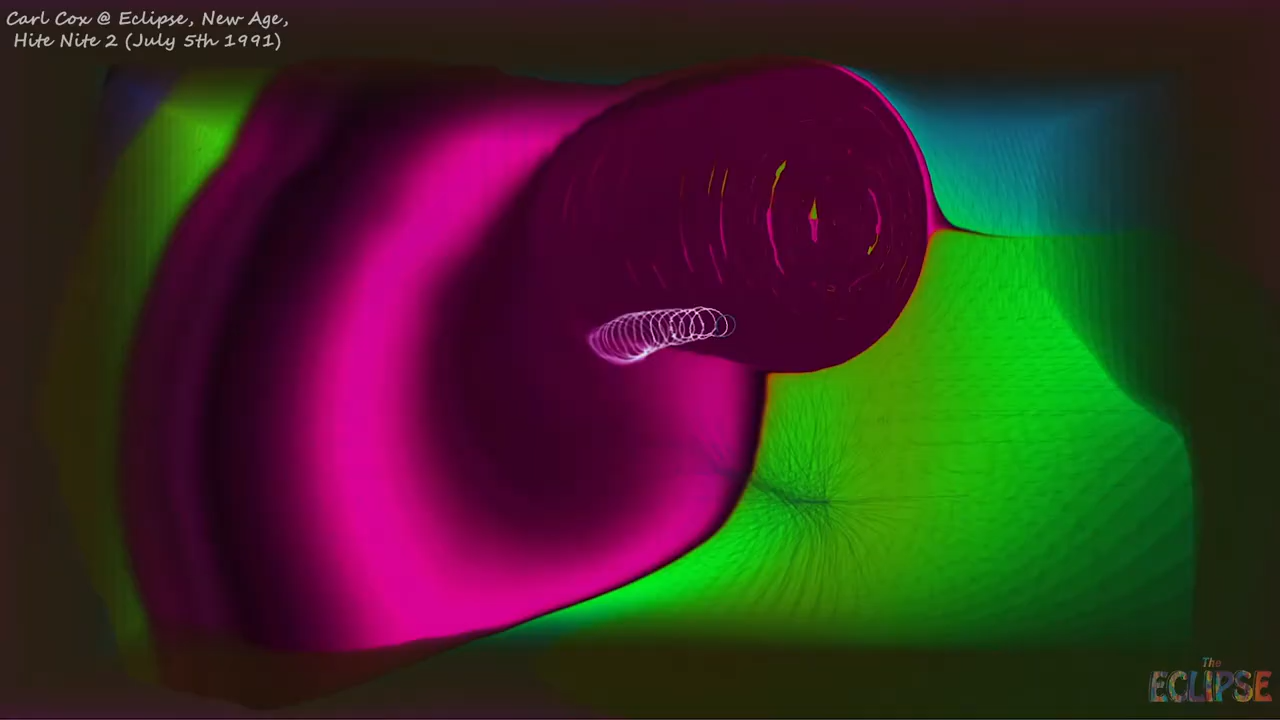 Carl Cox @ Eclipse, New Age,
Hite Nite 2 (July 5th 1991)
The
ECLIPSE